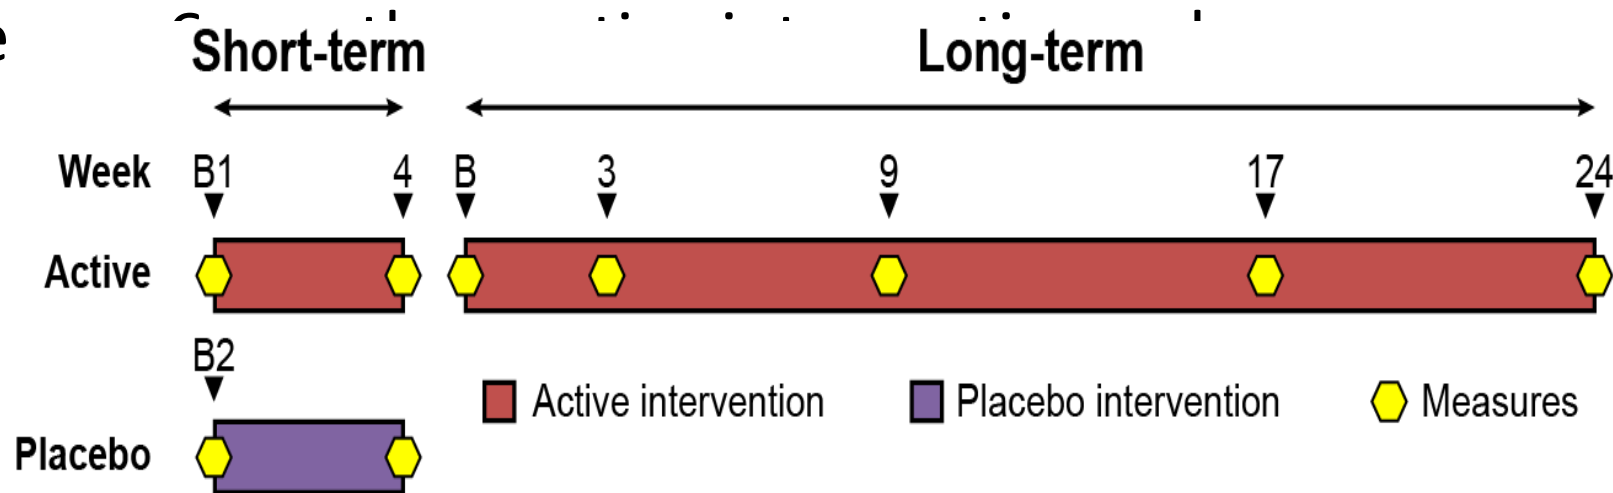 Short-term Long-term
Week B1 4 B 3 9 17 24
Active
B2
Active intervention Placebo intervention Measures
Placebo